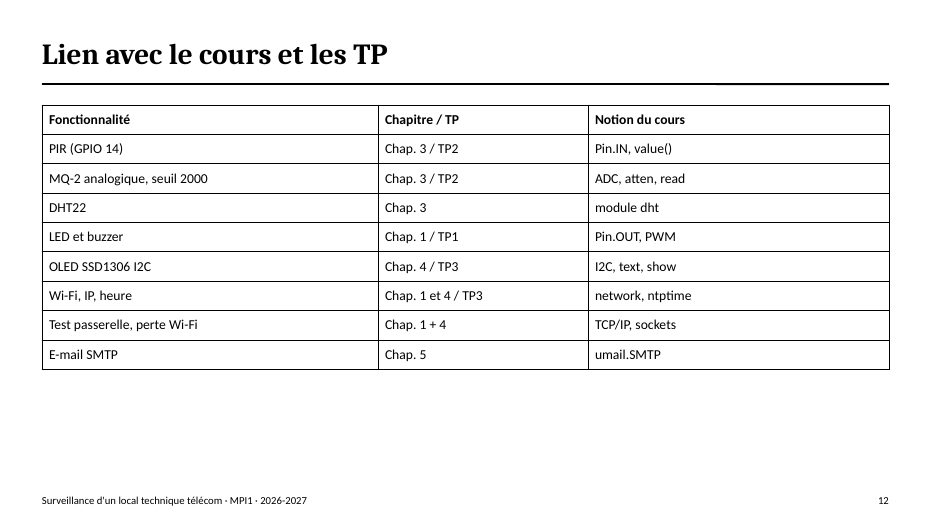 Lien avec le cours et les TP
Fonctionnalité Chapitre / TP Notion du cours
PIR (GPIO 14) Chap. 3 / TP2 Pin.IN, value()
MQ-2 analogique, seuil 2000 Chap. 3 / TP2 ADC, atten, read
DHT22 Chap. 3 module dht
LED et buzzer Chap. 1 / TP1 Pin.OUT, PWM
OLED SSD1306 I2C Chap. 4 / TP3 I2C, text, show
Wi-Fi, IP, heure Chap. 1 et 4 / TP3 network, ntptime
Test passerelle, perte Wi-Fi Chap. 1 + 4 TCP/IP, sockets
E-mail SMTP Chap. 5 umail.SMTP
Surveillance d'un local technique télécom · MPI1 · 2026-2027 12